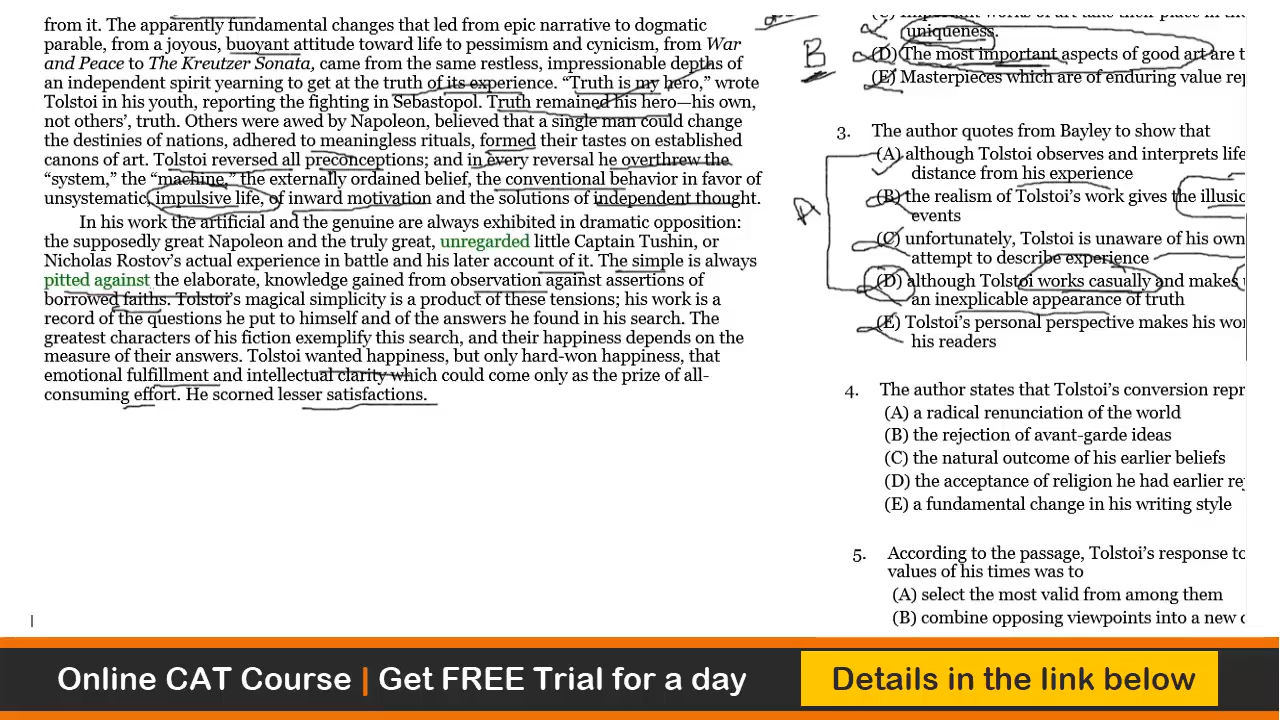 from it. The apparently fundamental changes that led from epic narrative to dogmatic
parable, from a joyous, buoyant attitude toward life to pessimism and cynicism, from War
and Peace to The Kreutzer Sonata, came from the same restless, impressionable depths of
an independent spirit yearning to get at the truth of its experience. “Truth is my hero,” wrote
Tolstoi in his youth, reporting the fighting in Sebastopol. Truth remained his hero—his own,
not others’, truth. Others were awed by Napoleon, believed that a single man could change
the destinies of nations, adhered to meaningless rituals, formed their tastes on established
canons of art. Tolstoi reversed all preconceptions; and in every reversal he overthrew the
“system,” the “machine,” the externally ordained belief, the conventional behavior in favor of
unsystematic, impulsive life, of inward motivation and the solutions of independent thought.
In his work the artificial and the genuine are always exhibited in dramatic opposition:
the supposedly great Napoleon and the truly great, unregarded little Captain Tushin, or
Nicholas Rostov’s actual experience in battle and his later account of it. The simple is always
pitted against the elaborate, knowledge gained from observation against assertions of
borrowed faiths. Tolstoi’s magical simplicity is a product of these tensions; his work is a
record of the questions he put to himself and of the answers he found in his search. The
greatest characters of his fiction exemplify this search, and their happiness depends on the
measure of their answers. Tolstoi wanted happiness, but only hard-won happiness, that
emotional fulfillment and intellectual clarity which could come only as the prize of all-
consuming effort. He scorned lesser satisfactions.
(C) Important works of art take their place in
uniqueness.
B
(D) The most important aspects of good art are
(E) Masterpieces which are of enduring value
3. The author quotes from Bayley to show that
A
(A) although Tolstoi observes and interprets life
distance from his experience
(B) the realism of Tolstoi’s work gives the
events
(C) unfortunately, Tolstoi is unaware of his own
attempt to describe experience
(D) although Tolstoi works casually and makes
an inexplicable appearance of truth
(E) Tolstoi’s personal perspective makes his
his readers
4. The author states that Tolstoi’s conversion
(A) a radical renunciation of the world
(B) the rejection of avant-garde ideas
(C) the natural outcome of his earlier beliefs
(D) the acceptance of religion he had earlier
(E) a fundamental change in his writing style
5. According to the passage, Tolstoi’s response to
values of his times was to
(A) select the most valid from among them
(B) combine opposing viewpoints into a new
Online CAT Course | Get FREE Trial for a day
Details in the link below